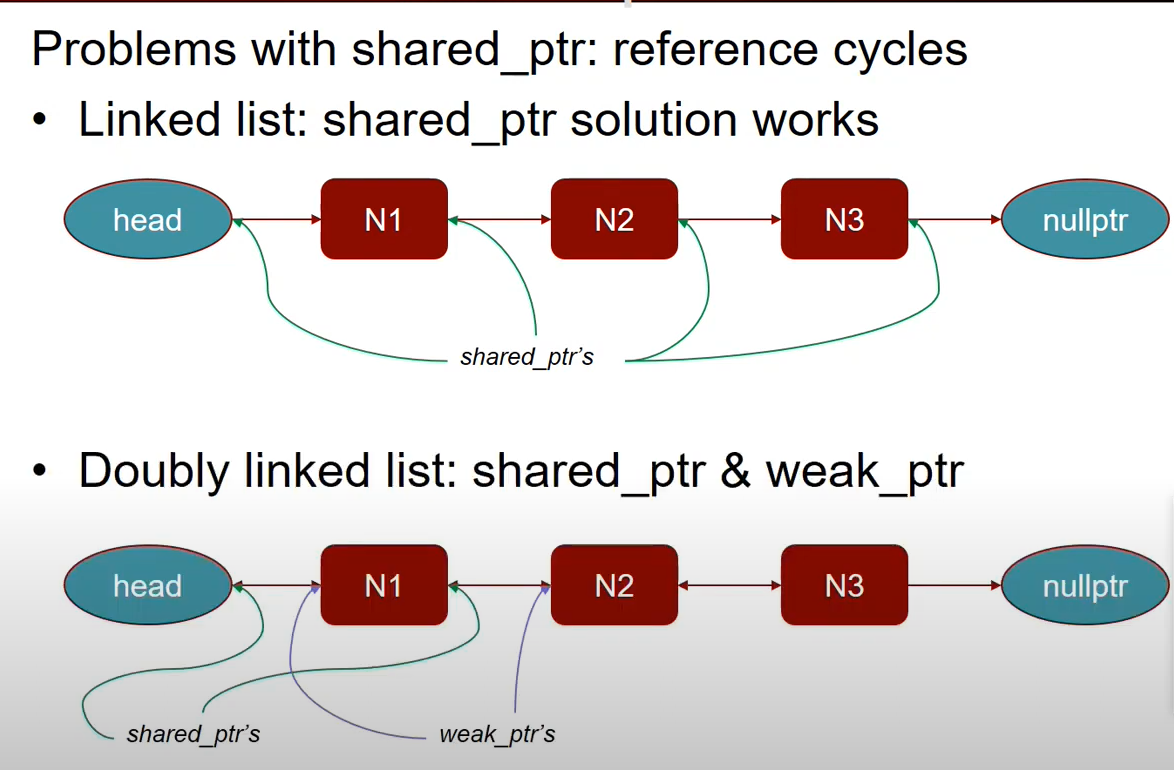 Problems with shared_ptr: reference cycles
• Linked list: shared_ptr solution works
head N1 N2 N3 nullptr
shared_ptr’s
• Doubly linked list: shared_ptr & weak_ptr
head N1 N2 N3 nullptr
shared_ptr’s weak_ptr’s